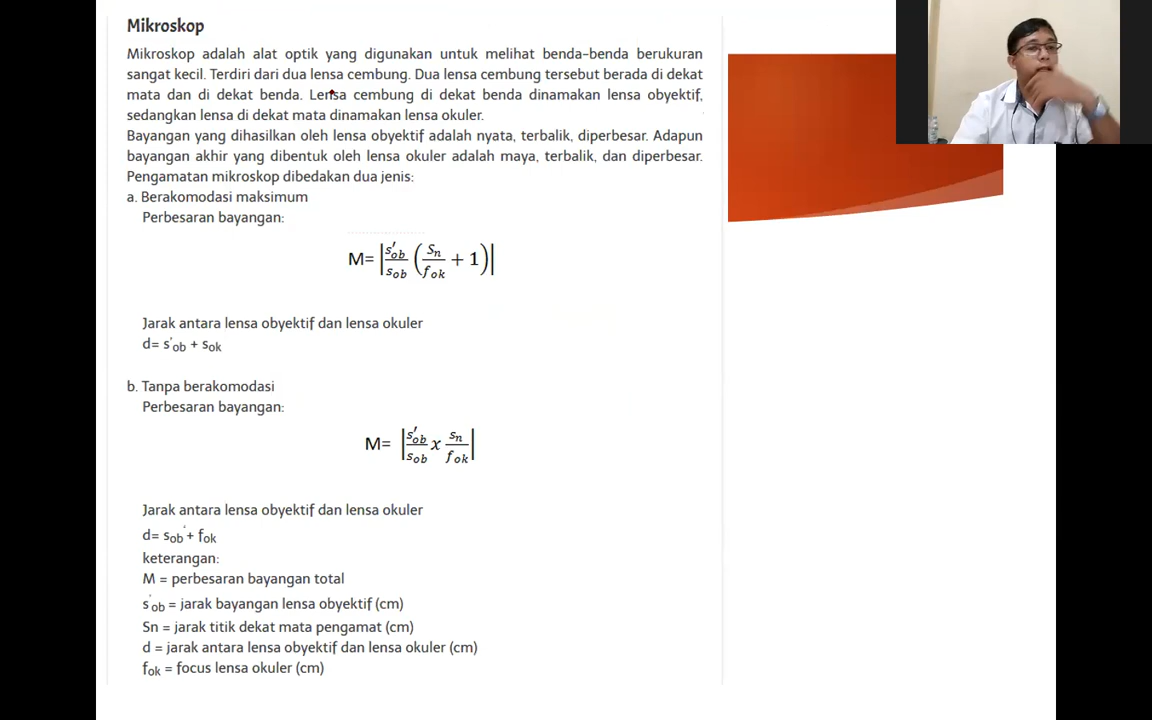 Mikroskop
Mikroskop adalah alat optik yang digunakan untuk melihat benda-benda berukuran
sangat kecil. Terdiri dari dua lensa cembung. Dua lensa cembung tersebut berada di dekat
mata dan di dekat benda. Lensa cembung di dekat benda dinamakan lensa obyektif,
sedangkan lensa di dekat mata dinamakan lensa okuler.
Bayangan yang dihasilkan oleh lensa obyektif adalah nyata, terbalik, diperbesar. Adapun
bayangan akhir yang dibentuk oleh lensa okuler adalah maya, terbalik, dan diperbesar.
Pengamatan mikroskop dibedakan dua jenis:
a. Berakomodasi maksimum
Perbesaran bayangan:
M= |s'ob/sob (Sn/fok + 1)|
Jarak antara lensa obyektif dan lensa okuler
d= s'ob + sok
b. Tanpa berakomodasi
Perbesaran bayangan:
M= |s'ob/sob x sn/fok|
Jarak antara lensa obyektif dan lensa okuler
d= sob' + fok
keterangan:
M = perbesaran bayangan total
s'ob = jarak bayangan lensa obyektif (cm)
Sn = jarak titik dekat mata pengamat (cm)
d = jarak antara lensa obyektif dan lensa okuler (cm)
fok = focus lensa okuler (cm)